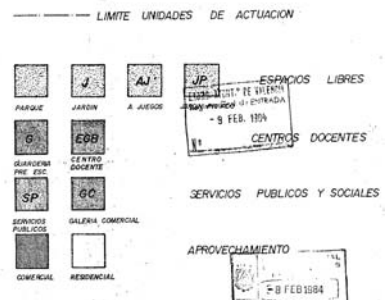 LIMITE UNIDADES DE ACTUACION
J AJ JP ESPACIOS LIBRES
PARQUE JARDIN A JUEGOS
ENTRADA
- 9 FEB. 1984
G EGB CENTROS DOCENTES
GUARDERIA PRE ESC. CENTRO DOCENTE
SP GC SERVICIOS PUBLICOS Y SOCIALES
SERVICIOS PUBLICOS GALERIA COMERCIAL
APROVECHAMIENTO
COMERCIAL RESIDENCIAL
- 8 FEB 1984